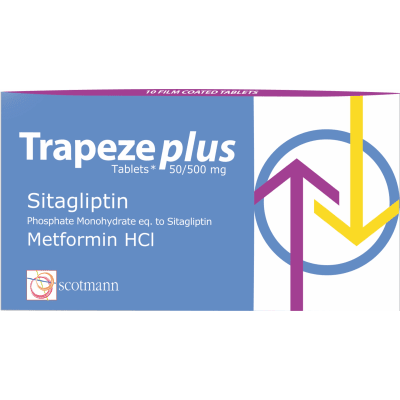 10 FILM COATED TABLETS
Trapeze plus
Tablets* 50/500 mg
Sitagliptin
Phosphate Monohydrate eq. to Sitagliptin
Metformin HCl
scotmann